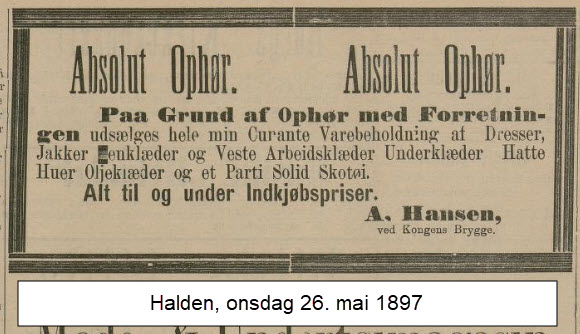 Absolut Ophør. Absolut Ophør.
Paa Grund af Ophør med Forretnin-
gen udsælges hele min Curante Varebeholdning af Dresser,
Jakker Benklæder og Veste Arbeidsklæder Underklæder Hatte
Huer Oljeklæder og et Parti Solid Skotøi.
Alt til og under Indkjøbspriser.
A. Hansen,
ved Kongens Brygge.
Halden, onsdag 26. mai 1897